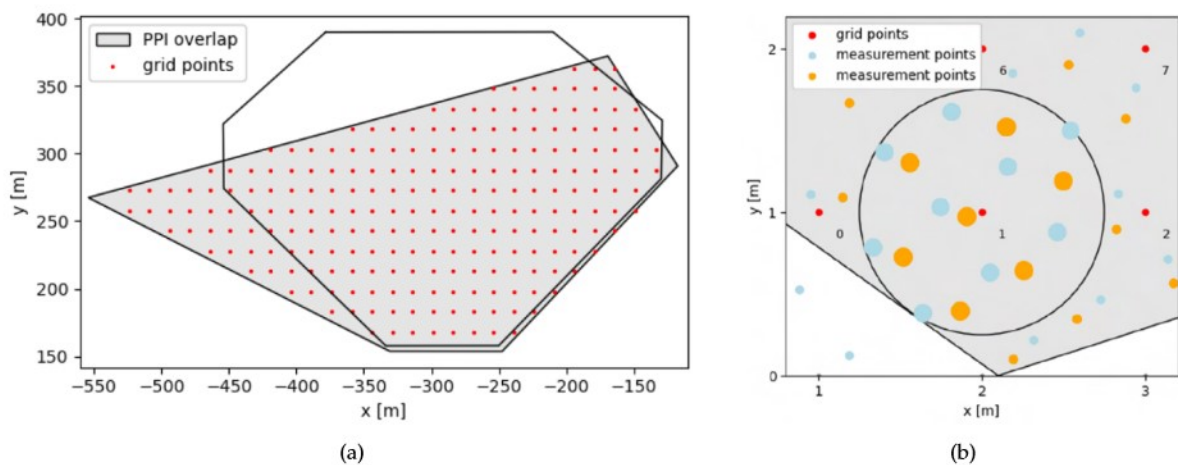 400
350
300
250
200
150
y [m]
PPI overlap
grid points
−550 −500 −450 −400 −350 −300 −250 −200 −150
x [m]
(a)
2
1
0
y [m]
grid points
measurement points
measurement points
6
7
0
1
2
1 2 3
x [m]
(b)